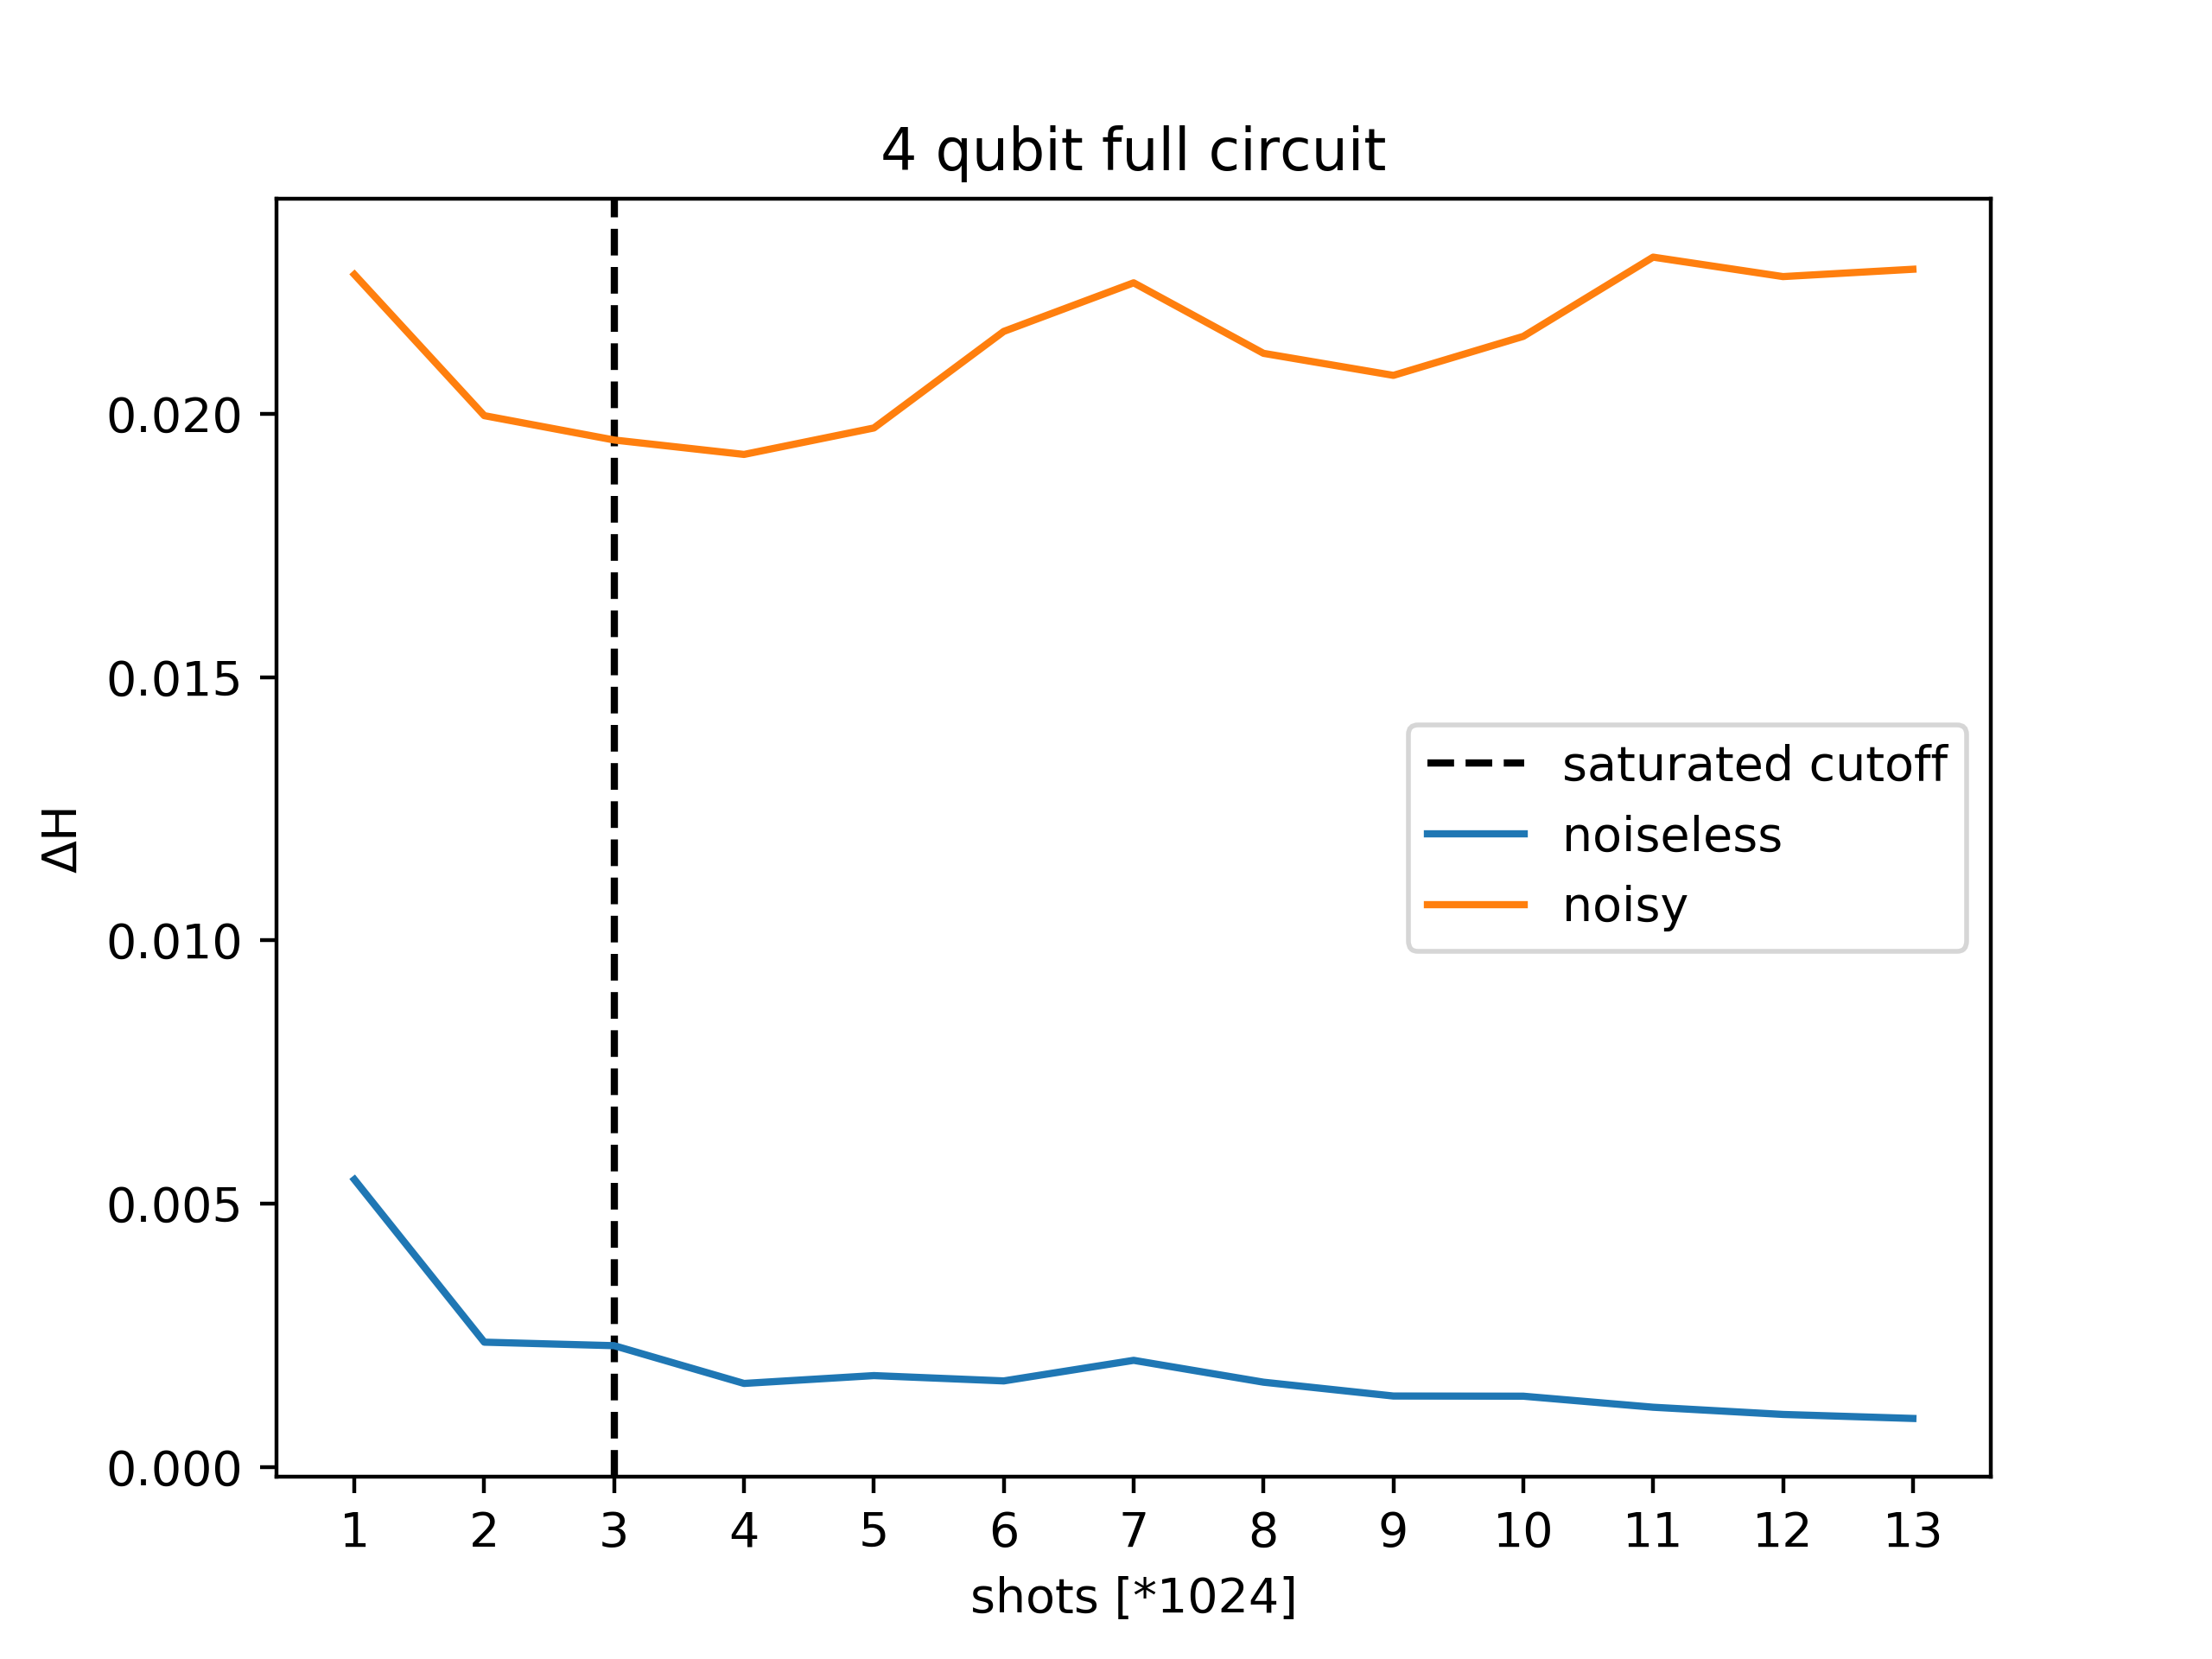 4 qubit full circuit
0.020
0.015
0.010
0.005
0.000
ΔH
saturated cutoff
noiseless
noisy
1 2 3 4 5 6 7 8 9 10 11 12 13
shots [*1024]